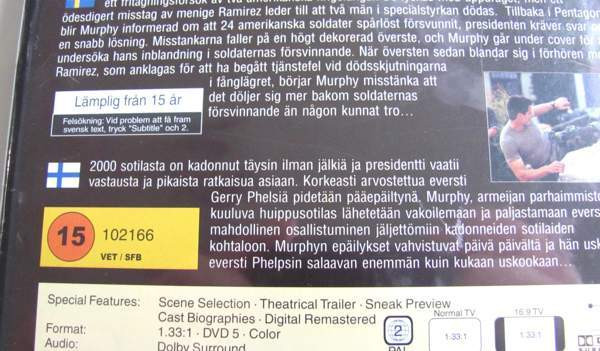 ödesdigert misstag av menige Ramirez leder till att två män i specialstyrkan dödas. Tillbaka i Pentagon
blir Murphy informerad om att 24 amerikanska soldater spårlöst försvunnit, presidenten kräver svar o
en snabb lösning. Misstankarna faller på en högt dekorerad överste, och Murphy går under cover för a
undersöka hans inblandning i soldaternas försvinnande. När översten sedan blandar sig i förhören me
Ramirez, som anklagas för att ha begått tjänstefel vid dödsskjutningarna
i fånglägret, börjar Murphy misstänka att
det döljer sig mer bakom soldaternas
försvinnande än någon kunnat tro...
Lämplig från 15 år
Felsökning: Vid problem att få fram
svensk text, tryck "Subtitle" och 2.
2000 sotilasta on kadonnut täysin ilman jälkiä ja presidentti vaatii
vastausta ja pikaista ratkaisua asiaan. Korkeasti arvostettua eversti
Gerry Phelsiä pidetään pääepäiltynä. Murphy, armeijan parhaimmisto
kuuluva huippusotilas lähetetään vakoilemaan ja paljastamaan evers
mahdollinen osallistuminen jäljettömiin kadonneiden sotilaiden
kohtaloon. Murphyn epäilykset vahvistuvat päivä päivältä ja hän usk
eversti Phelpsin salaavan enemmän kuin kukaan uskookaan...
15 102166
VET / SFB
Special Features: Scene Selection · Theatrical Trailer · Sneak Preview
Cast Biographies · Digital Remastered
Format: 1.33:1 · DVD 5 · Color
Audio: Dolby Surround
2
PAL
Normal TV
1.33:1
16:9 TV
1.33:1